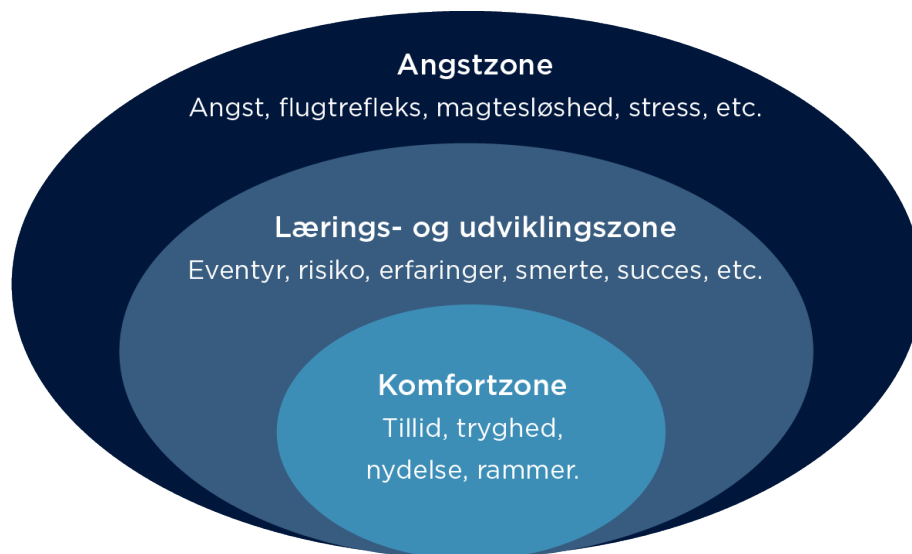 Angstzone
Angst, flugtrefleks, magtesløshed, stress, etc.
Lærings- og udviklingszone
Eventyr, risiko, erfaringer, smerte, succes, etc.
Komfortzone
Tillid, tryghed,
nydelse, rammer.